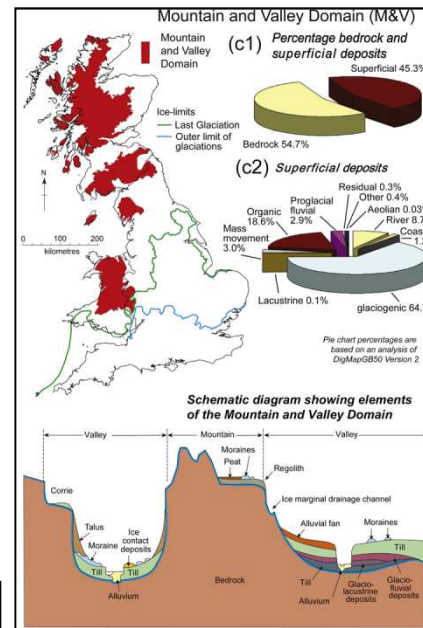 Mountain and Valley Domain (M&V)
Mountain
and Valley
Domain
Ice-limits
Last Glaciation
Outer limit of
glaciations
N
0 100 200
kilometres
(c1) Percentage bedrock and
superficial deposits
Superficial 45.3%
Bedrock 54.7%
(c2) Superficial deposits
Residual 0.3%
Other 0.4%
Aeolian 0.03%
River 8.
Coas
1.
Proglacial
fluvial
2.9%
Organic
18.6%
Mass
movement
3.0%
Lacustrine 0.1%
glaciogenic 64.
Pie chart percentages are
based on an analysis of
DigMapGB50 Version 2
Schematic diagram showing elements
of the Mountain and Valley Domain
Valley
Mountain
Valley
Moraines
Peat
Regolith
Corrie
Ice marginal drainage channel
Talus
Ice
contact
deposits
Moraine
Alluvial fan
Moraines
Till
Till
Till
Alluvium
Bedrock
Till
Alluvium
Glacio-
lacustrine
deposits
Glacio-
fluvial
deposits